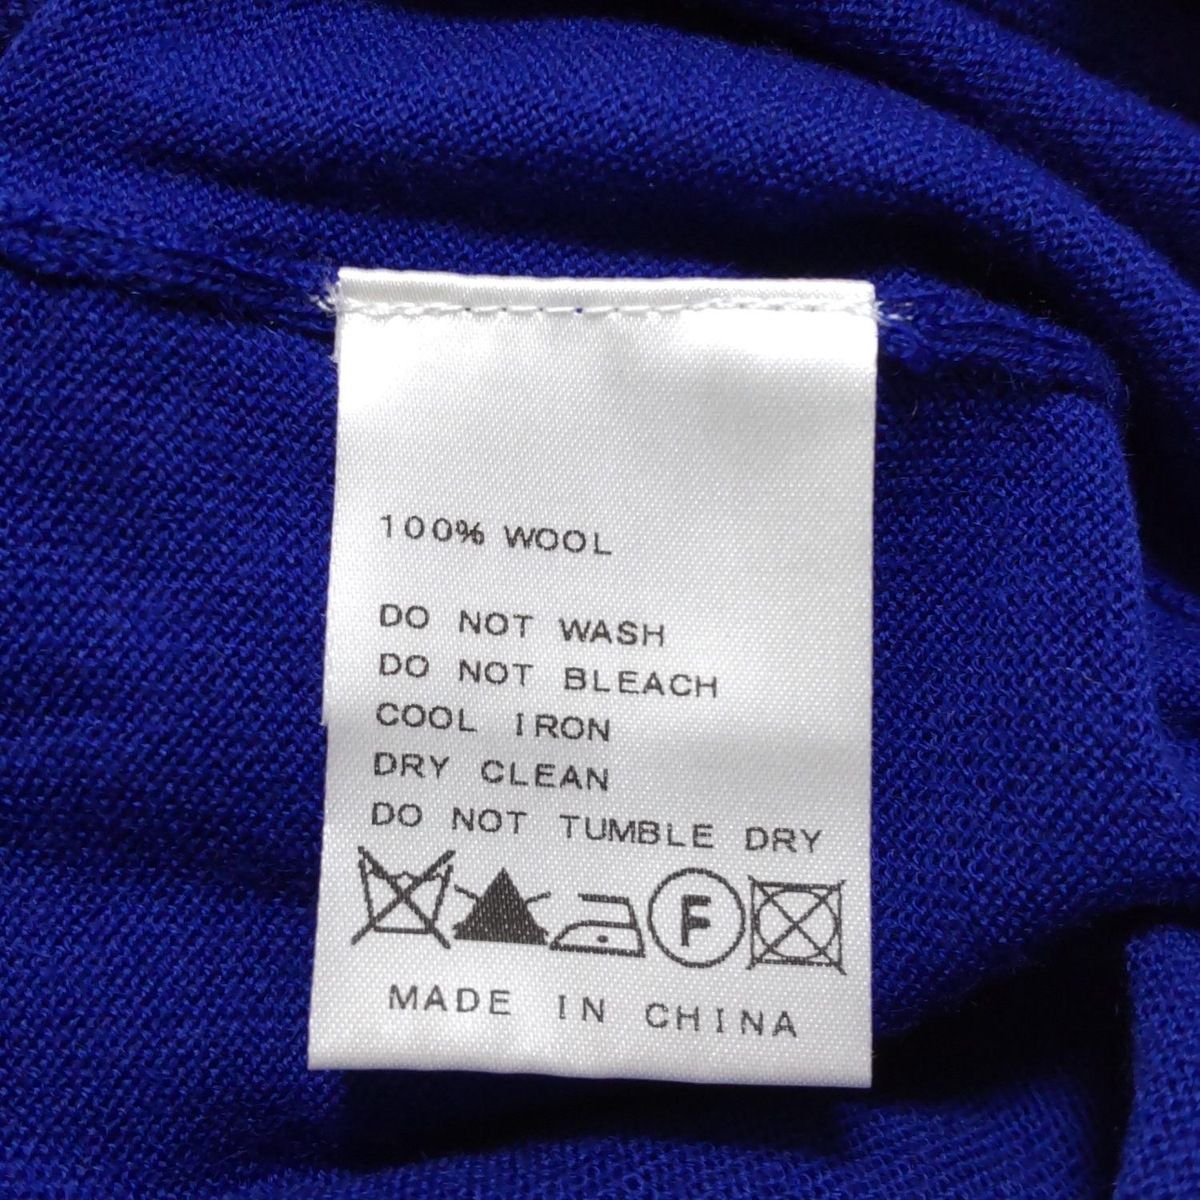 100% WOOL
DO NOT WASH
DO NOT BLEACH
COOL IRON
DRY CLEAN
DO NOT TUMBLE DRY
F
MADE IN CHINA